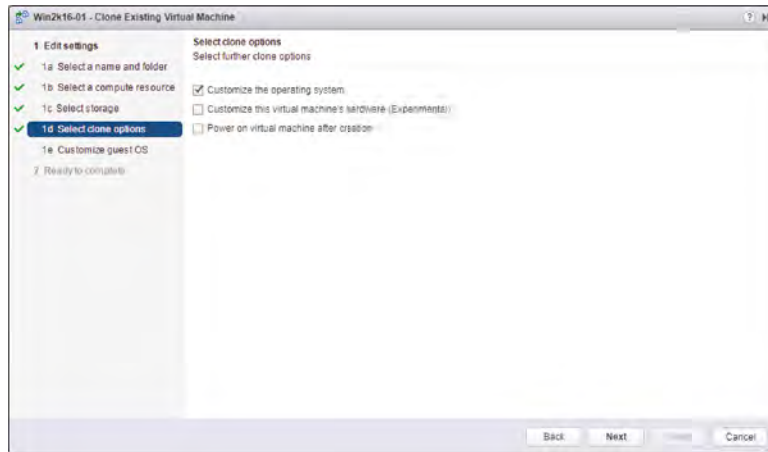 Win2k16-01 - Clone Existing Virtual Machine
1 Edit settings
1a Select a name and folder
1b Select a compute resource
1c Select storage
1d Select clone options
1e Customize guest OS
2 Ready to complete
Select clone options
Select further clone options
Customize the operating system
Customize this virtual machine's hardware (Experimental)
Power on virtual machine after creation
Back Next Cancel